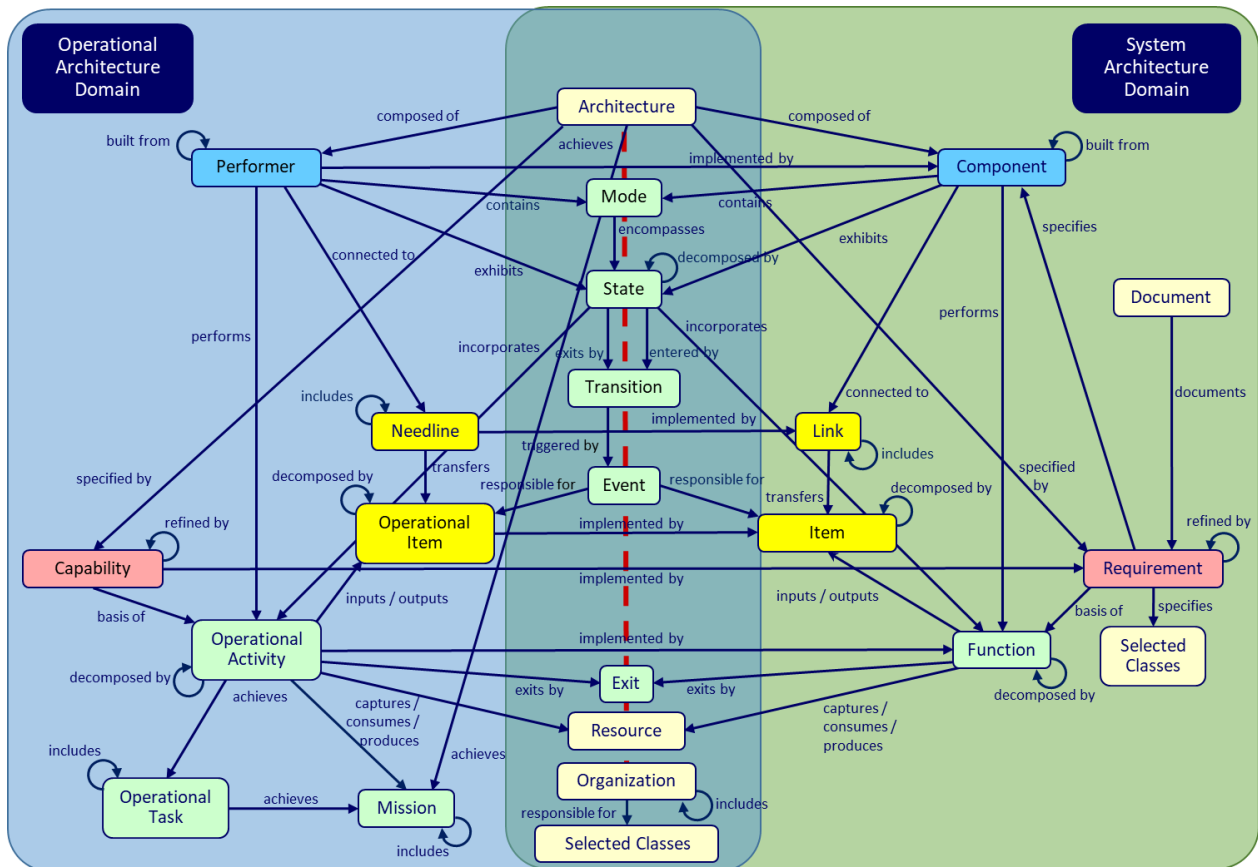 Operational
Architecture
Domain
System
Architecture
Domain
Architecture
composed of
composed of
achieves
built from
built from
Performer
implemented by
Component
Mode
contains
contains
encompasses
specifies
connected to
exhibits
decomposed by
exhibits
State
Document
performs
incorporates
exits by
entered by
incorporates
performs
Transition
includes
connected to
documents
Needline
implemented by
Link
triggered by
includes
specified by
decomposed by
transfers
responsible for
Event
responsible for
transfers
decomposed by
specified
by
Operational
Item
implemented by
Item
refined by
refined by
Capability
implemented by
Requirement
basis of
inputs / outputs
inputs / outputs
basis of
specifies
Operational
Activity
implemented by
Function
Selected
Classes
decomposed by
exits by
Exit
exits by
decomposed by
achieves
captures /
consumes /
produces
Resource
captures /
consumes /
produces
includes
achieves
Organization
Operational
Task
achieves
Mission
responsible for
includes
includes
Selected Classes